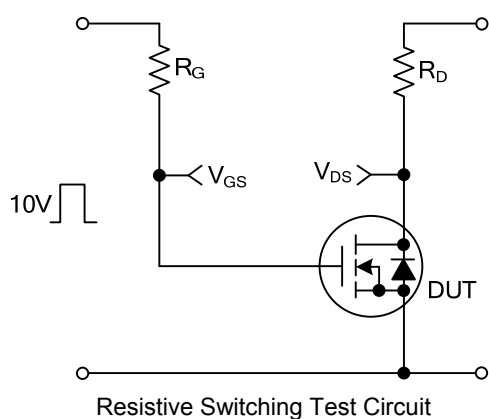 R_G
R_D
V_GS
V_DS
10V
DUT
Resistive Switching Test Circuit